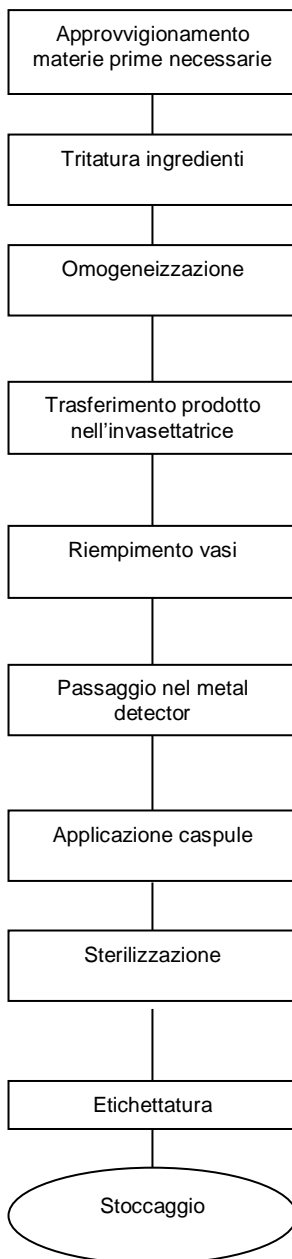 Approvvigionamento
materie prime necessarie
Tritatura ingredienti
Omogeneizzazione
Trasferimento prodotto
nell'invasettatrice
Riempimento vasi
Passaggio nel metal
detector
Applicazione caspule
Sterilizzazione
Etichettatura
Stoccaggio